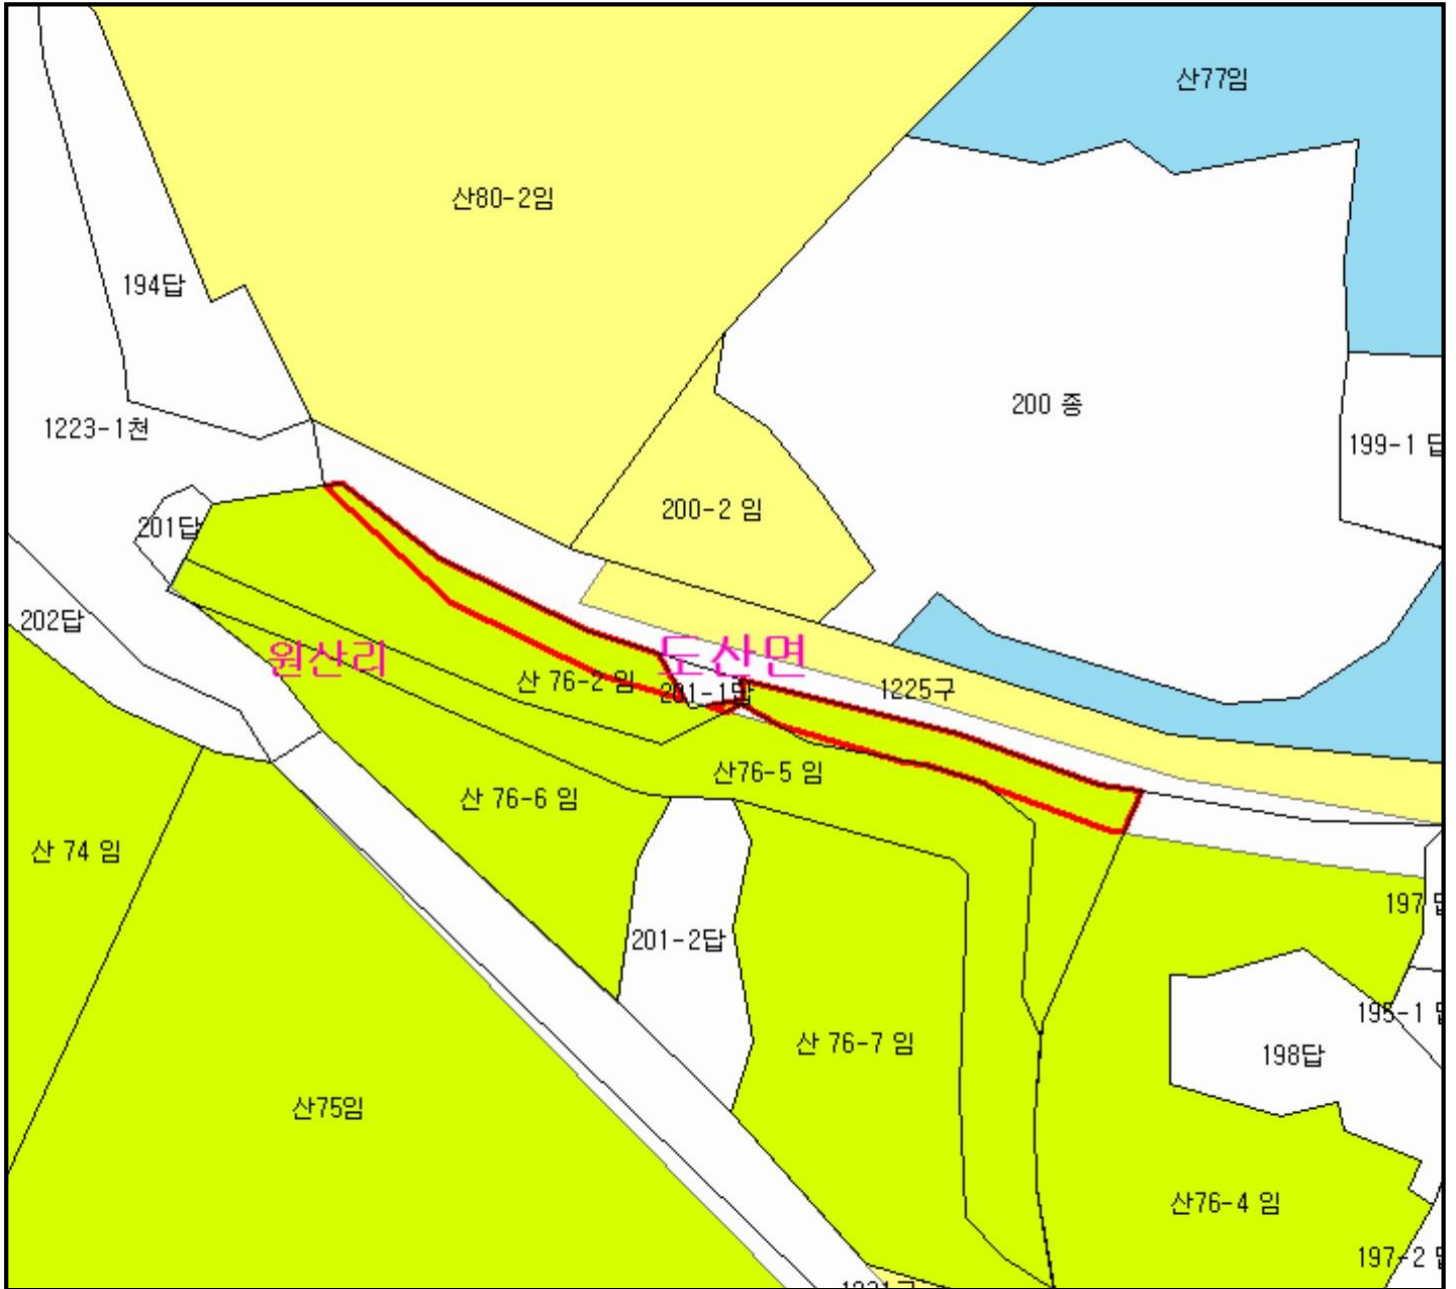 산77임
산80-2임
194답
200 종
1223-1천
199-1 답
200-2 임
201답
202답
원산리
도산면
산 76-2 임
201-1답
1225구
산76-5 임
산 76-6 임
산 74 임
197 답
201-2답
195-1 답
산 76-7 임
198답
산75임
산76-4 임
197-2 답